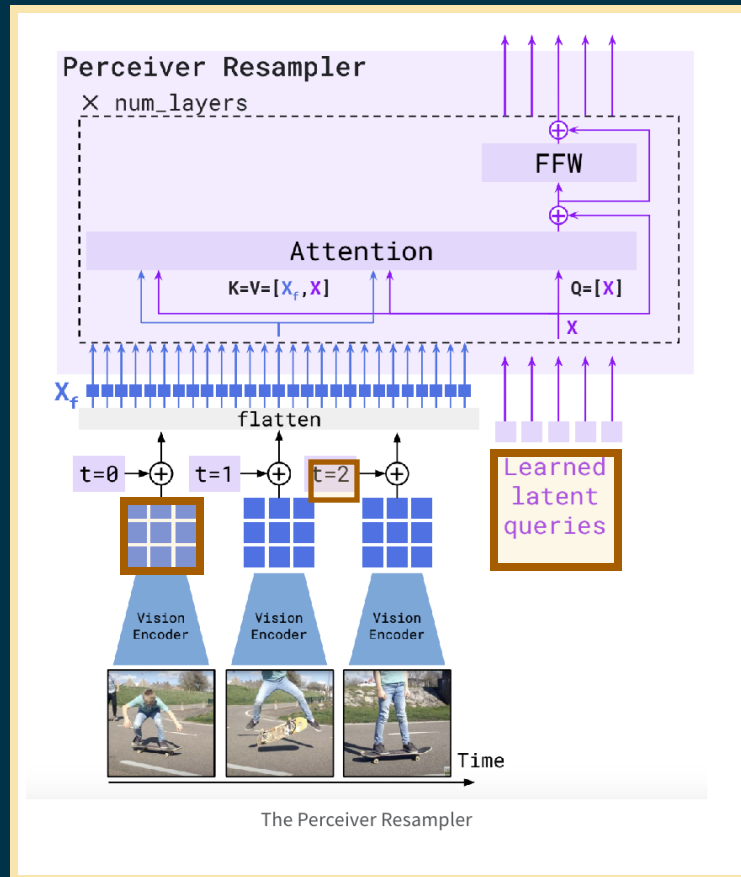 Perceiver Resampler
× num_layers
FFW
Attention
K=V=[Xf,X]
Q=[X]
X
Xf
flatten
t=0
t=1
t=2
Learned
latent
queries
Vision
Encoder
Vision
Encoder
Vision
Encoder
Time
The Perceiver Resampler